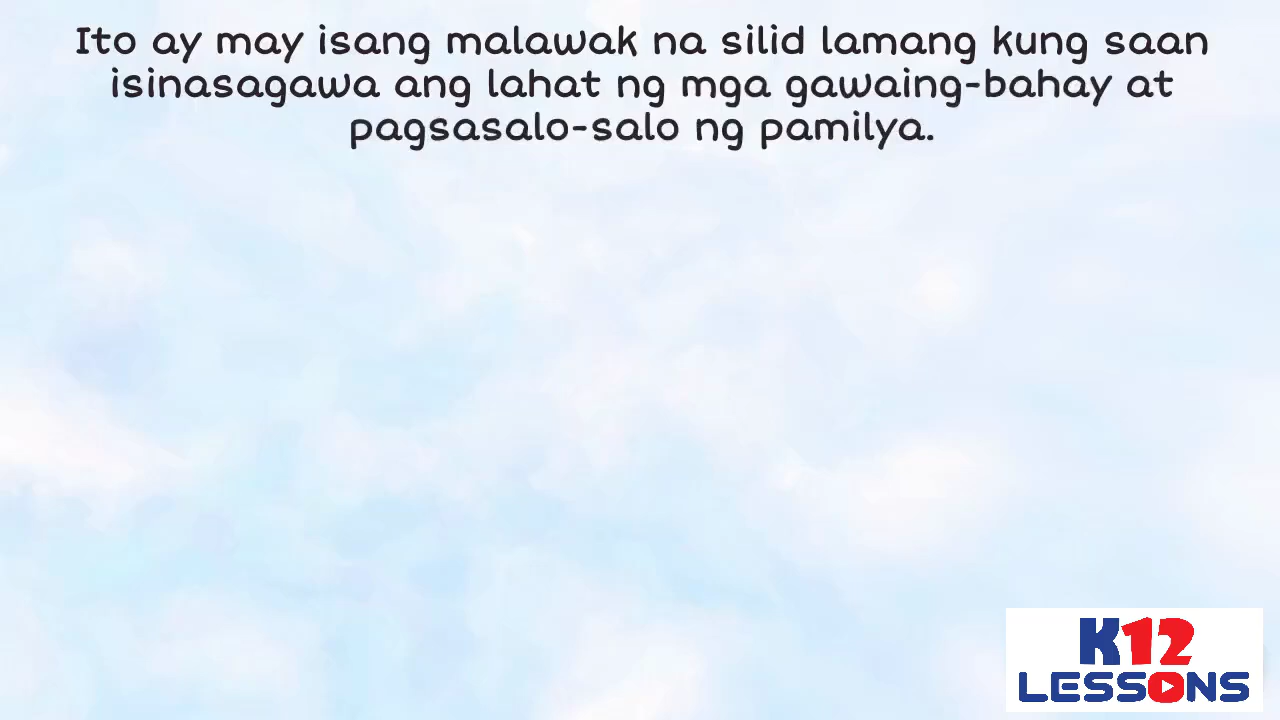 Ito ay may isang malawak na silid lamang kung saan
isinasagawa ang lahat ng mga gawaing-bahay at
pagsasalo-salo ng pamilya.
K12
LESSONS